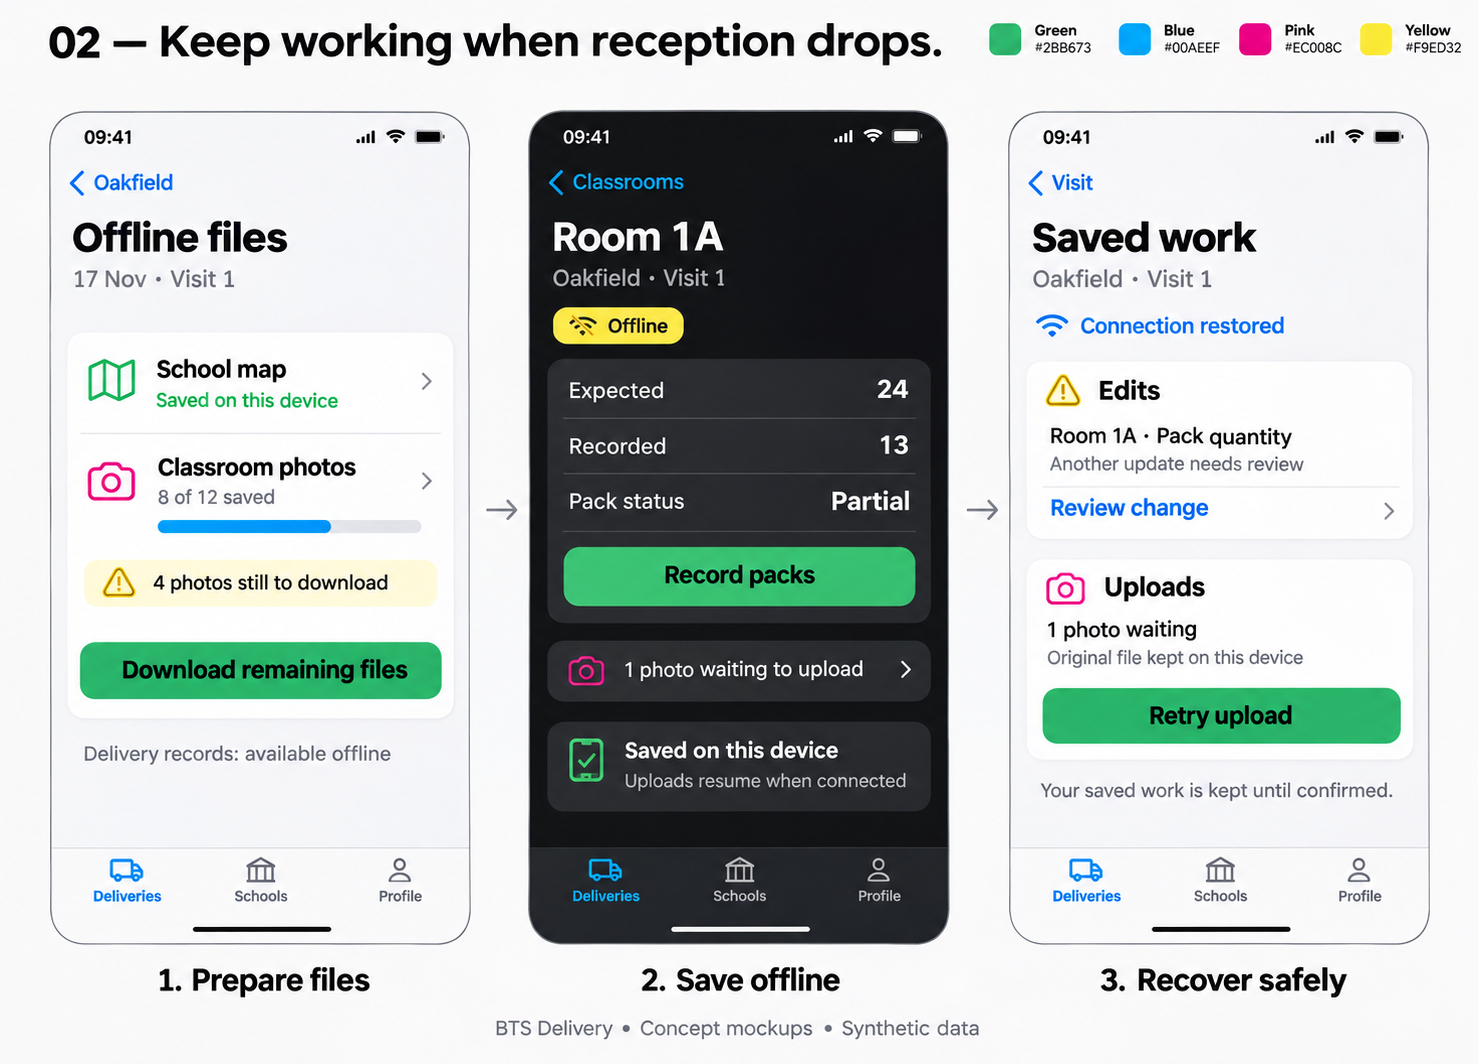 02 — Keep working when reception drops.
Green
#2BB673
Blue
#00AEEF
Pink
#EC008C
Yellow
#F9ED32
09:41
Oakfield
Offline files
17 Nov • Visit 1
School map
Saved on this device
Classroom photos
8 of 12 saved
4 photos still to download
Download remaining files
Delivery records: available offline
Deliveries
Schools
Profile
1. Prepare files
09:41
Classrooms
Room 1A
Oakfield • Visit 1
Offline
Expected 24
Recorded 13
Pack status Partial
Record packs
1 photo waiting to upload
Saved on this device
Uploads resume when connected
Deliveries
Schools
Profile
2. Save offline
09:41
Visit
Saved work
Oakfield • Visit 1
Connection restored
Edits
Room 1A • Pack quantity
Another update needs review
Review change
Uploads
1 photo waiting
Original file kept on this device
Retry upload
Your saved work is kept until confirmed.
Deliveries
Schools
Profile
3. Recover safely
BTS Delivery • Concept mockups • Synthetic data